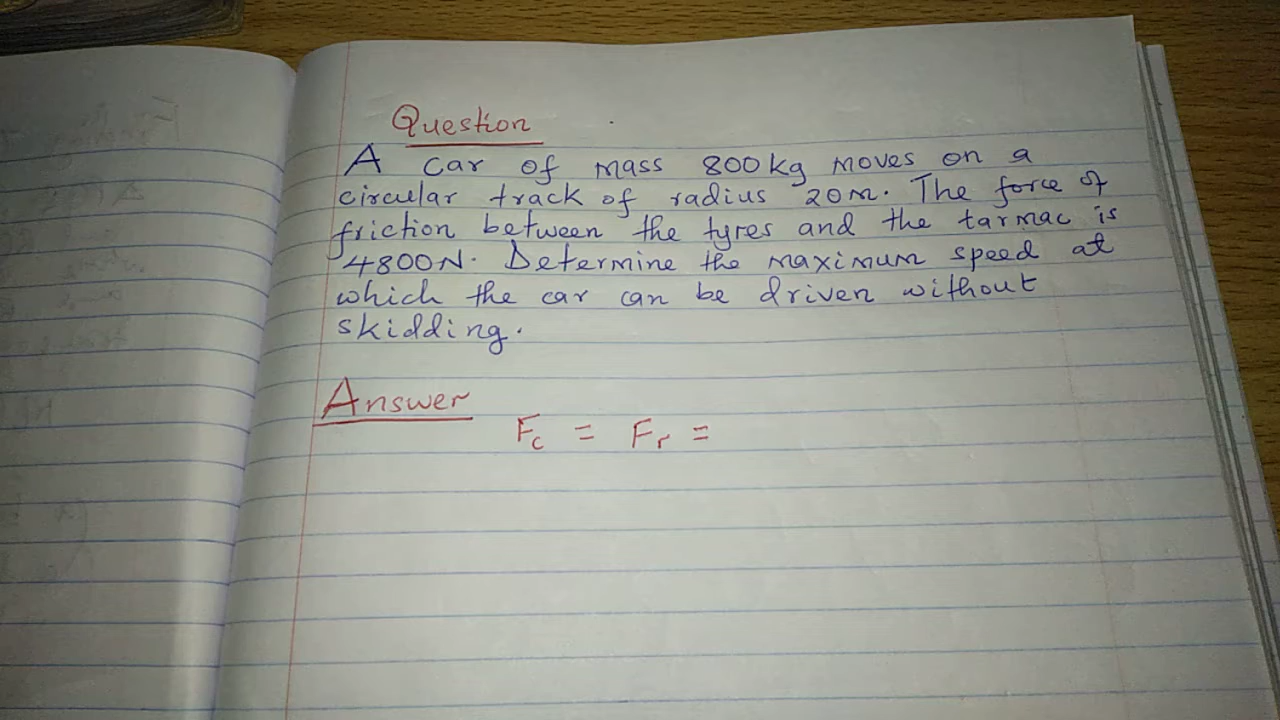 Question
A car of mass 800kg moves on a
circular track of radius 20m. The force of
friction between the tyres and the tarmac is
4800N. Determine the maximum speed at
which the car can be driven without
skidding.
Answer
Fc = Fr =